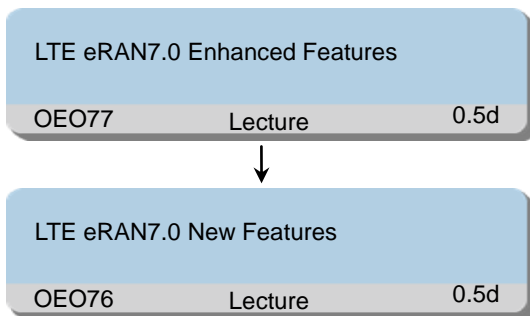 LTE eRAN7.0 Enhanced Features
OEO77 Lecture 0.5d
LTE eRAN7.0 New Features
OEO76 Lecture 0.5d